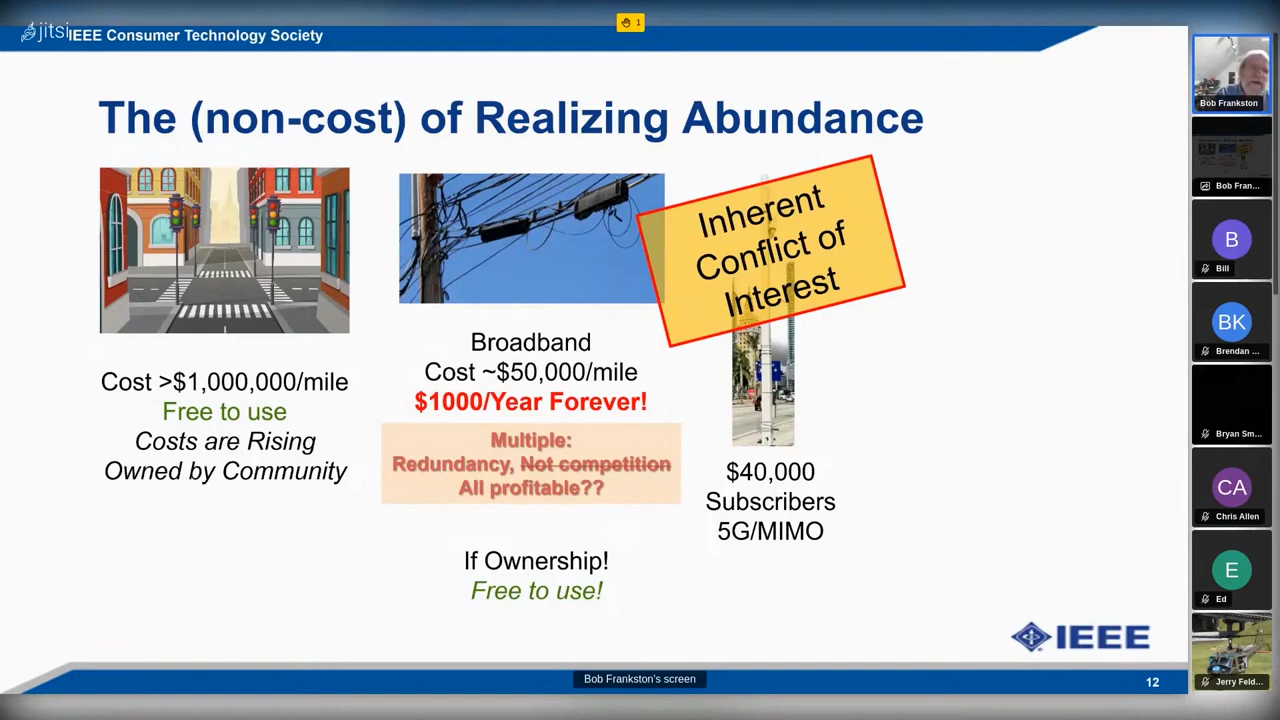 jitsi
IEEE Consumer Technology Society
1
The (non-cost) of Realizing Abundance
Cost >$1,000,000/mile
Free to use
Costs are Rising
Owned by Community
Broadband
Cost ~$50,000/mile
$1000/Year Forever!
Multiple:
Redundancy, Not competition
All profitable??
If Ownership!
Free to use!
Inherent
Conflict of
Interest
$40,000
Subscribers
5G/MIMO
IEEE
12
Bob Frankston's screen
Bob Frankston
Bob Fran...
B
Bill
BK
Brendan ...
Bryan Sm...
CA
Chris Allen
E
Ed
Jerry Feld...